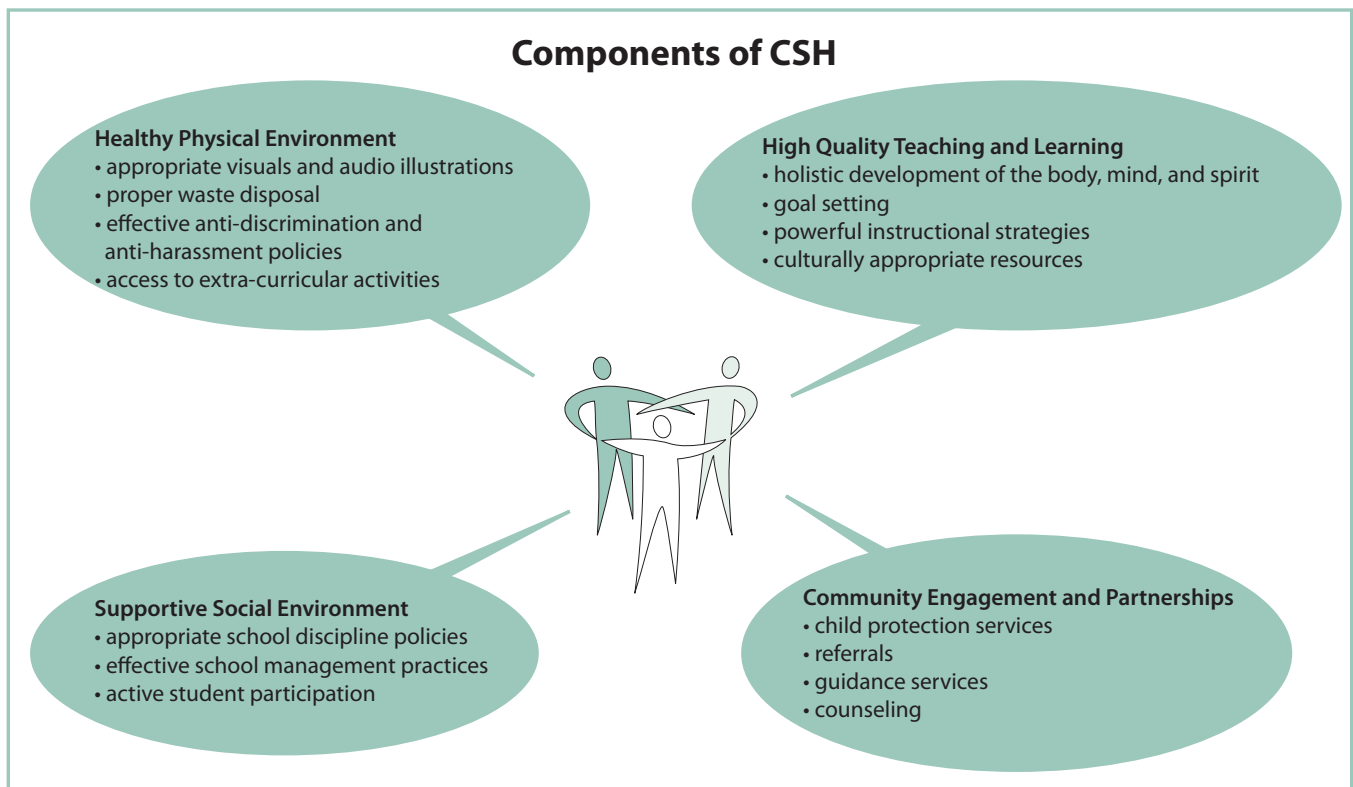 Components of CSH
Healthy Physical Environment
• appropriate visuals and audio illustrations
• proper waste disposal
• effective anti-discrimination and
anti-harassment policies
• access to extra-curricular activities
High Quality Teaching and Learning
• holistic development of the body, mind, and spirit
• goal setting
• powerful instructional strategies
• culturally appropriate resources
Supportive Social Environment
• appropriate school discipline policies
• effective school management practices
• active student participation
Community Engagement and Partnerships
• child protection services
• referrals
• guidance services
• counseling